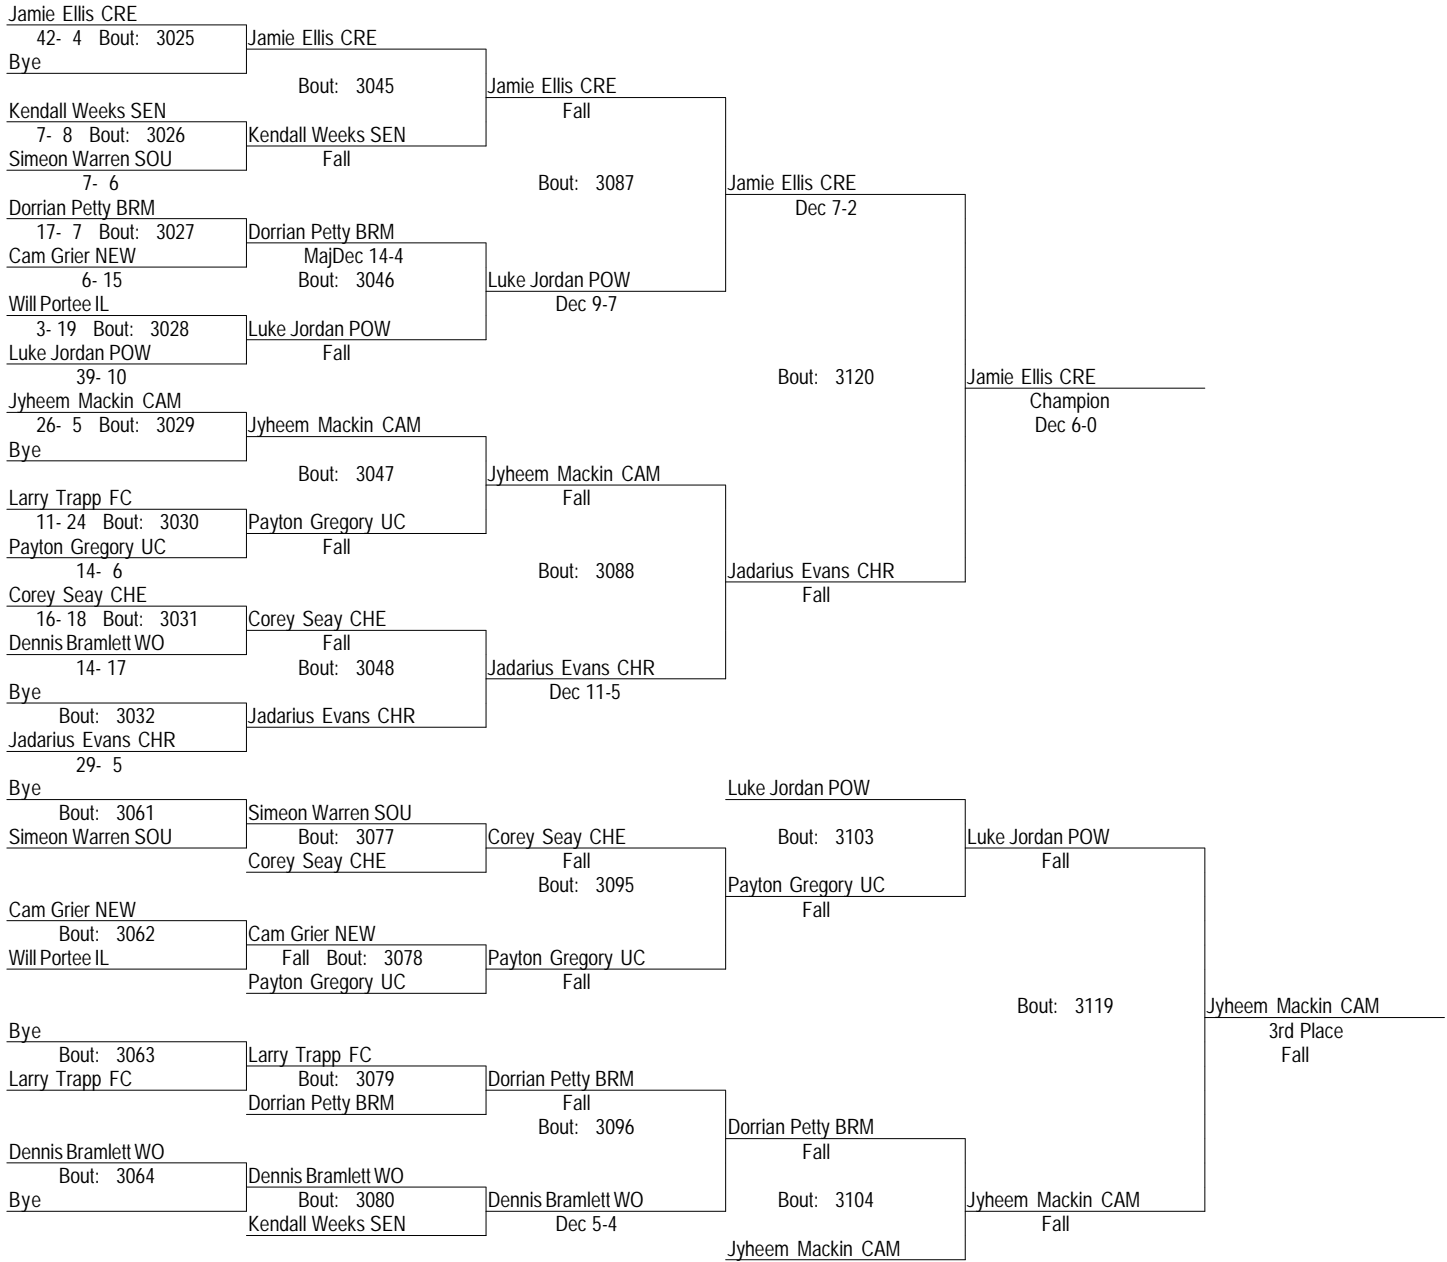 Jamie Ellis CRE
42- 4 Bout: 3025 Jamie Ellis CRE
Bye
Bout: 3045 Jamie Ellis CRE
Kendall Weeks SEN Fall
7- 8 Bout: 3026 Kendall Weeks SEN
Simeon Warren SOU Fall
7- 6 Bout: 3087 Jamie Ellis CRE
Dorrian Petty BRM Dec 7-2
17- 7 Bout: 3027 Dorrian Petty BRM
Cam Grier NEW MajDec 14-4
6- 15 Bout: 3046 Luke Jordan POW
Will Portee IL Dec 9-7
3- 19 Bout: 3028 Luke Jordan POW
Luke Jordan POW Fall
39- 10 Bout: 3120 Jamie Ellis CRE
Jyheem Mackin CAM Champion
26- 5 Bout: 3029 Jyheem Mackin CAM Dec 6-0
Bye
Bout: 3047 Jyheem Mackin CAM
Larry Trapp FC Fall
11- 24 Bout: 3030 Payton Gregory UC
Payton Gregory UC Fall
14- 6 Bout: 3088 Jadarius Evans CHR
Corey Seay CHE Fall
16- 18 Bout: 3031 Corey Seay CHE
Dennis Bramlett WO Fall
14- 17 Bout: 3048 Jadarius Evans CHR
Bye Dec 11-5
Bout: 3032 Jadarius Evans CHR
Jadarius Evans CHR
29- 5
Bye Luke Jordan POW
Bout: 3061 Simeon Warren SOU
Simeon Warren SOU Bout: 3077 Corey Seay CHE Bout: 3103 Luke Jordan POW
Corey Seay CHE Fall Fall
Bout: 3095 Payton Gregory UC
Cam Grier NEW Fall
Bout: 3062 Cam Grier NEW
Will Portee IL Fall Bout: 3078 Payton Gregory UC
Payton Gregory UC Fall
Bout: 3119 Jyheem Mackin CAM
Bye 3rd Place
Bout: 3063 Larry Trapp FC Fall
Larry Trapp FC Bout: 3079 Dorrian Petty BRM
Dorrian Petty BRM Fall
Bout: 3096 Dorrian Petty BRM
Dennis Bramlett WO Fall
Bout: 3064 Dennis Bramlett WO
Bye Bout: 3080 Dennis Bramlett WO Bout: 3104 Jyheem Mackin CAM
Kendall Weeks SEN Dec 5-4 Fall
Jyheem Mackin CAM